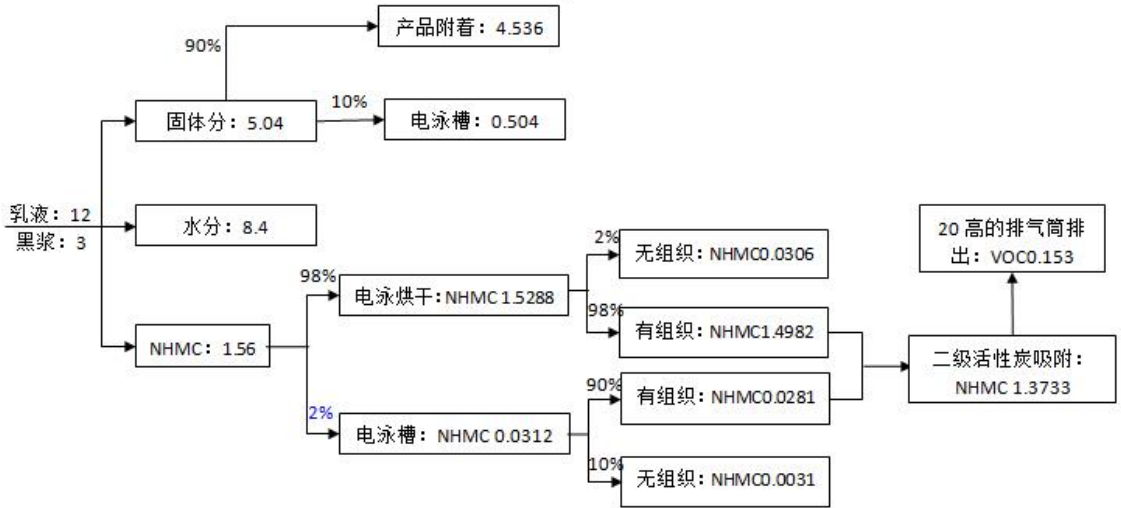 产品附着：4.536
90%
固体分：5.04
10%
电泳槽：0.504
乳液：12
黑浆：3
水分：8.4
20 高的排气筒排
出：VOC0.153
2%
无组织：NHMC0.0306
98%
电泳烘干：NHMC 1.5288
98%
有组织：NHMC1.4982
NHMC：1.56
二级活性炭吸附：
NHMC 1.3733
90%
有组织：NHMC0.0281
2%
电泳槽：NHMC 0.0312
10%
无组织：NHMC0.0031